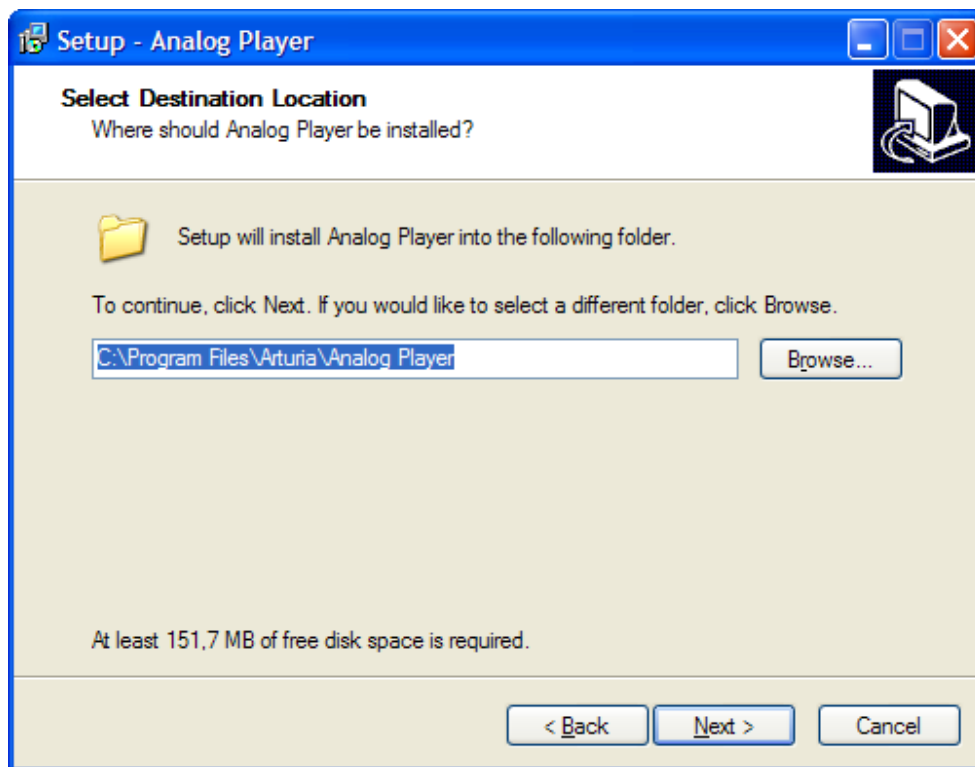 Setup - Analog Player
Select Destination Location
Where should Analog Player be installed?
Setup will install Analog Player into the following folder.
To continue, click Next. If you would like to select a different folder, click Browse.
C:\Program Files\Arturia\Analog Player
Browse...
At least 151,7 MB of free disk space is required.
< Back
Next >
Cancel